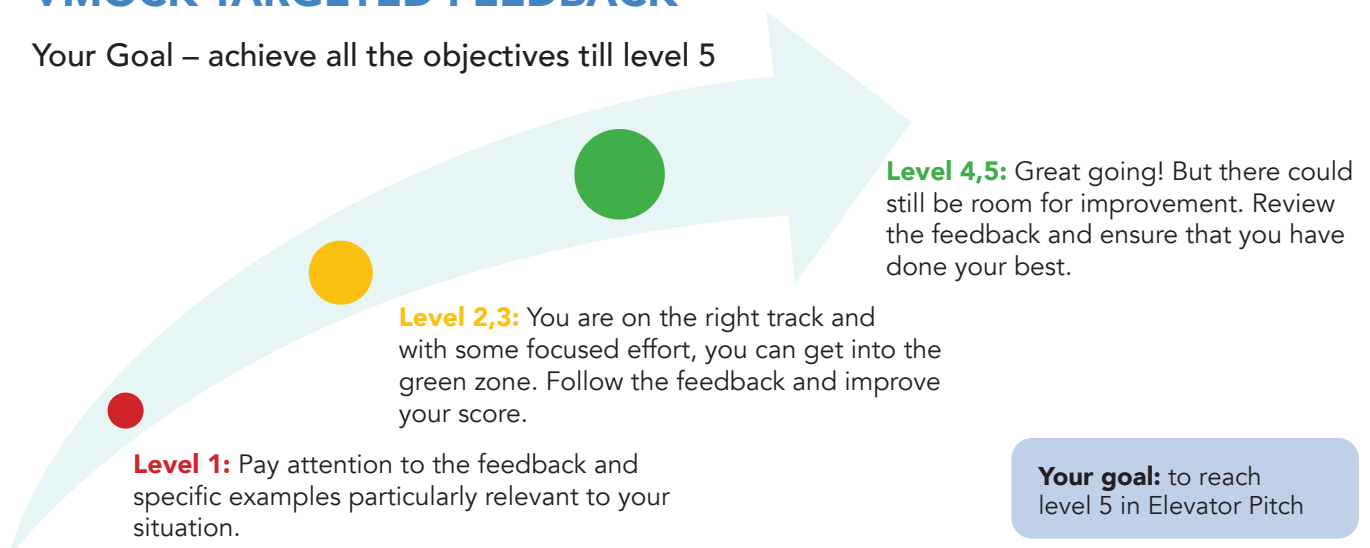 VMOCK TARGETED FEEDBACK
Your Goal – achieve all the objectives till level 5
Level 4,5: Great going! But there could
still be room for improvement. Review
the feedback and ensure that you have
done your best.
Level 2,3: You are on the right track and
with some focused effort, you can get into the
green zone. Follow the feedback and improve
your score.
Level 1: Pay attention to the feedback and
specific examples particularly relevant to your
situation.
Your goal: to reach
level 5 in Elevator Pitch